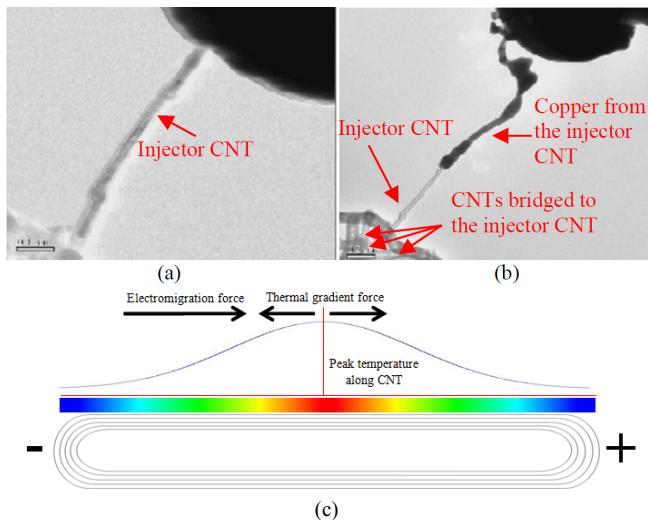 Injector CNT
Injector CNT
Copper from
the injector
CNT
CNTs bridged to
the injector CNT
(a)
(b)
Electromigration force
Thermal gradient force
Peak temperature
along CNT
-
+
(c)